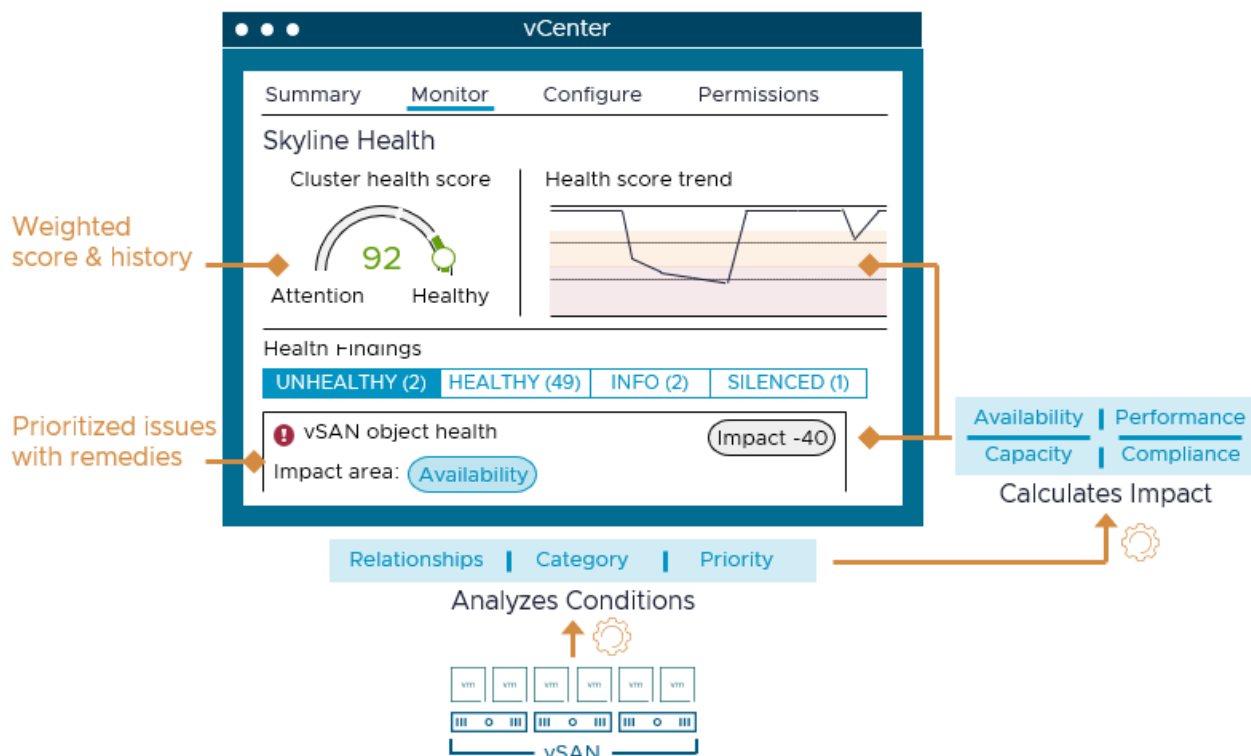 vCenter
Summary Monitor Configure Permissions
Skyline Health
Cluster health score
Health score trend
Weighted
score & history
92
Attention Healthy
Health Findings
UNHEALTHY (2) HEALTHY (49) INFO (2) SILENCED (1)
Prioritized issues
with remedies
vSAN object health
Impact -40
Impact area: Availability
Availability | Performance
Capacity | Compliance
Calculates Impact
Relationships | Category | Priority
Analyzes Conditions
vm vm vm vm vm vm
vSAN